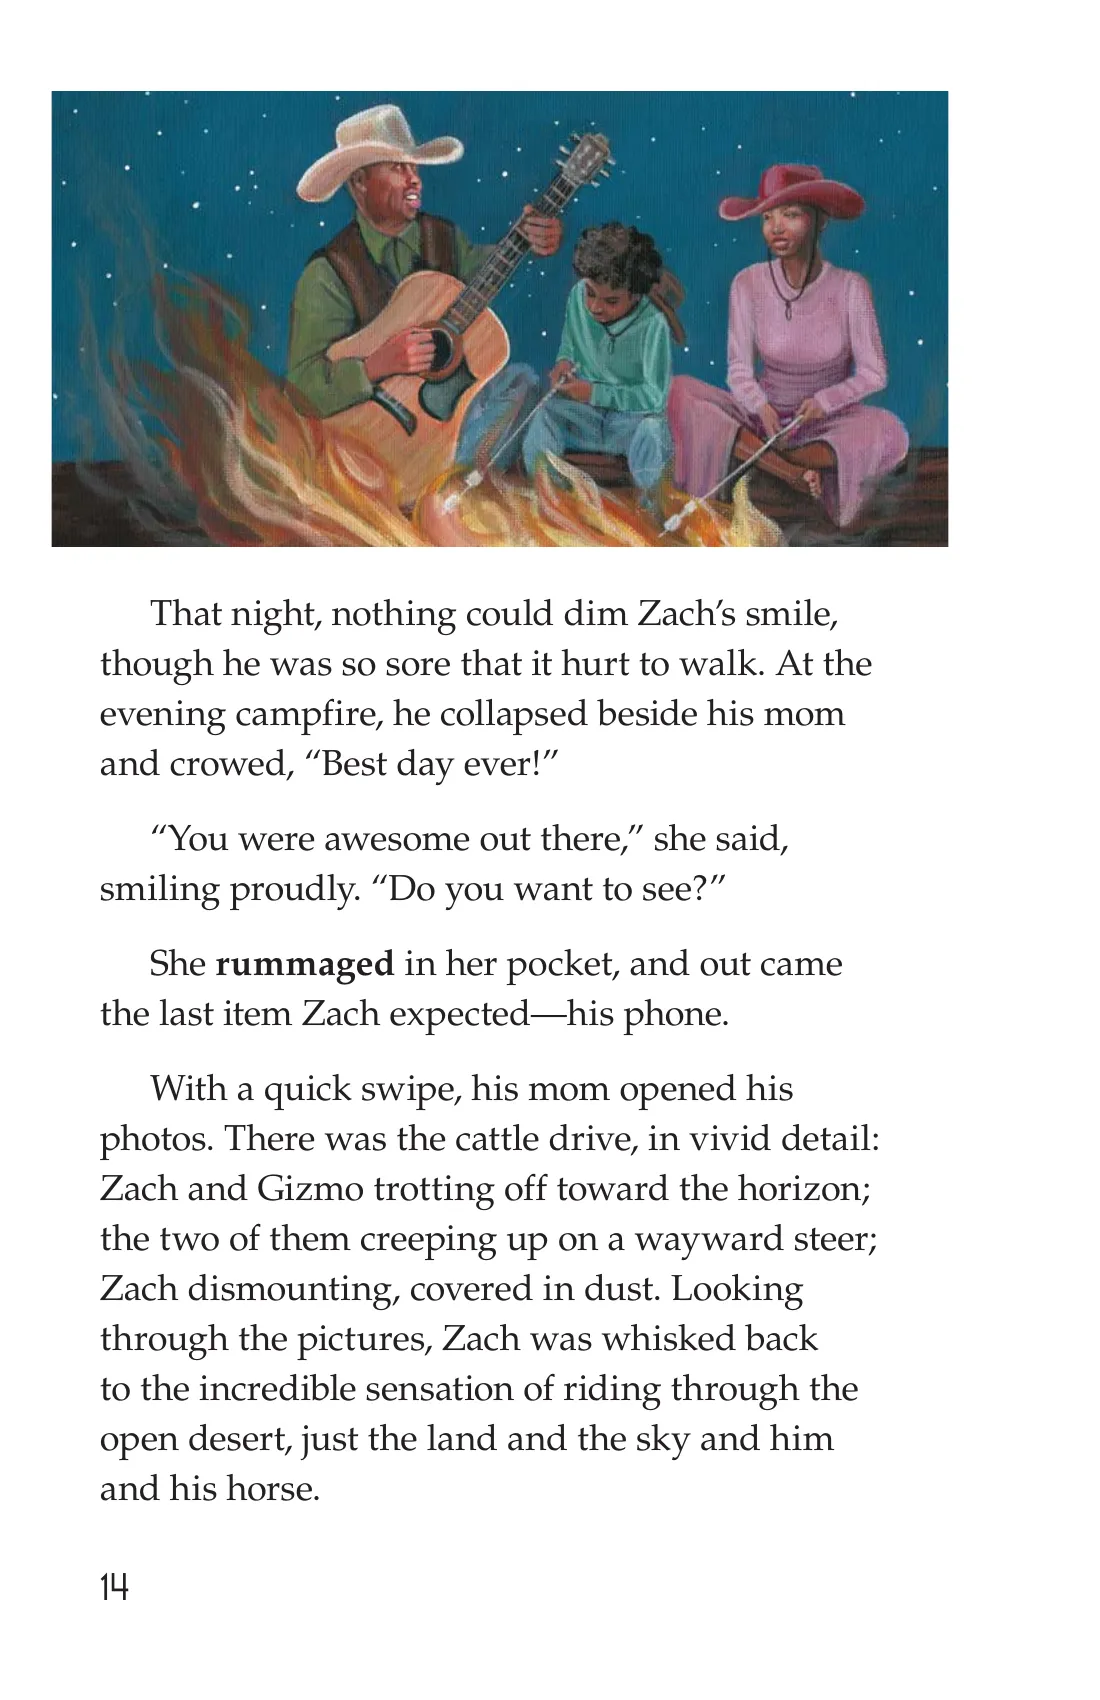 That night, nothing could dim Zach’s smile,
though he was so sore that it hurt to walk. At the
evening campfire, he collapsed beside his mom
and crowed, “Best day ever!”
“You were awesome out there,” she said,
smiling proudly. “Do you want to see?”
She rummaged in her pocket, and out came
the last item Zach expected—his phone.
With a quick swipe, his mom opened his
photos. There was the cattle drive, in vivid detail:
Zach and Gizmo trotting off toward the horizon;
the two of them creeping up on a wayward steer;
Zach dismounting, covered in dust. Looking
through the pictures, Zach was whisked back
to the incredible sensation of riding through the
open desert, just the land and the sky and him
and his horse.
14